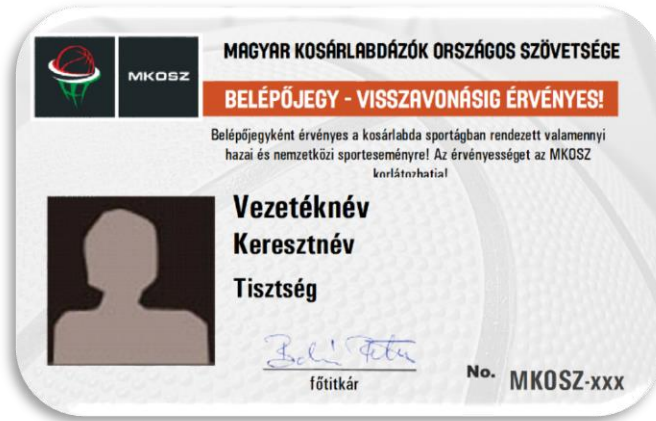 MKOSZ
MAGYAR KOSÁRLABDÁZÓK ORSZÁGOS SZÖVETSÉGE
BELÉPŐJEGY - VISSZAVONÁSIG ÉRVÉNYES!
Belépőjegyként érvényes a kosárlabda sportágban rendezett valamennyi
hazai és nemzetközi sporteseményre! Az érvényességet az MKOSZ
korlátozhatja!
Vezetéknév
Keresztnév
Tisztség
főtitkár
No. MKOSZ-xxx